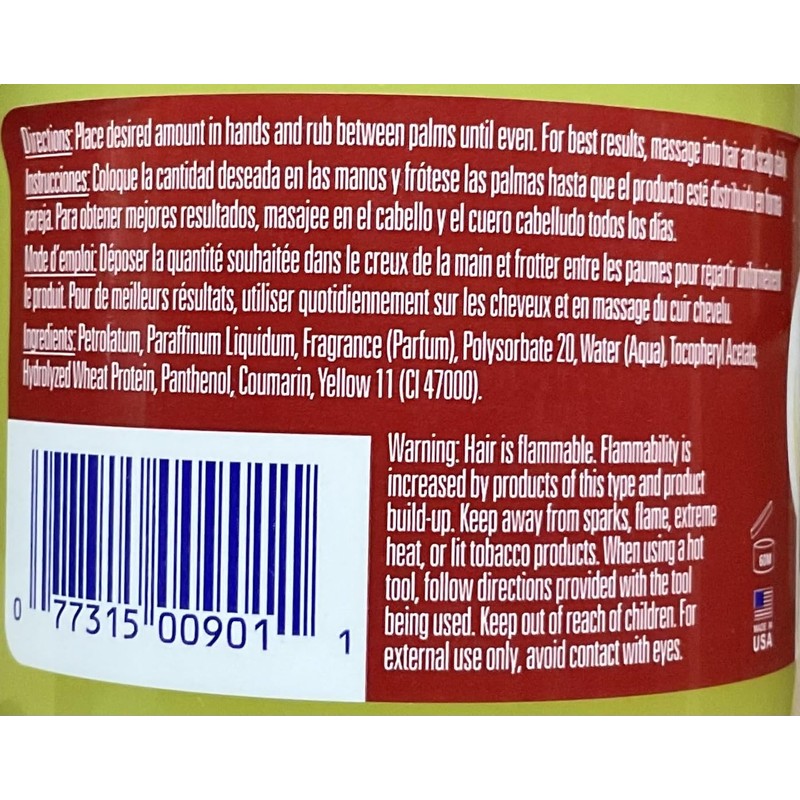 Directions: Place desired amount in hands and rub between palms until even. For best results, massage into hair and scalp daily.
Instrucciones: Coloque la cantidad deseada en las manos y frótese las palmas hasta que el producto esté distribuido en forma
pareja. Para obtener mejores resultados, masajee en el cabello y el cuero cabelludo todos los días.
Mode d'emploi: Déposer la quantité souhaitée dans le creux de la main et frotter entre les paumes pour répartir uniformément
le produit. Pour de meilleurs résultats, utiliser quotidiennement sur les cheveux et en massage du cuir chevelu.
Ingredients: Petrolatum, Paraffinum Liquidum, Fragrance (Parfum), Polysorbate 20, Water (Aqua), Tocopheryl Acetate,
Hydrolyzed Wheat Protein, Panthenol, Coumarin, Yellow 11 (CI 47000).
Warning: Hair is flammable. Flammability is
increased by products of this type and product
build-up. Keep away from sparks, flame, extreme
heat, or lit tobacco products. When using a hot
tool, follow directions provided with the tool
being used. Keep out of reach of children. For
external use only, avoid contact with eyes.
60M
MADE IN
USA
0 77315 00901 1